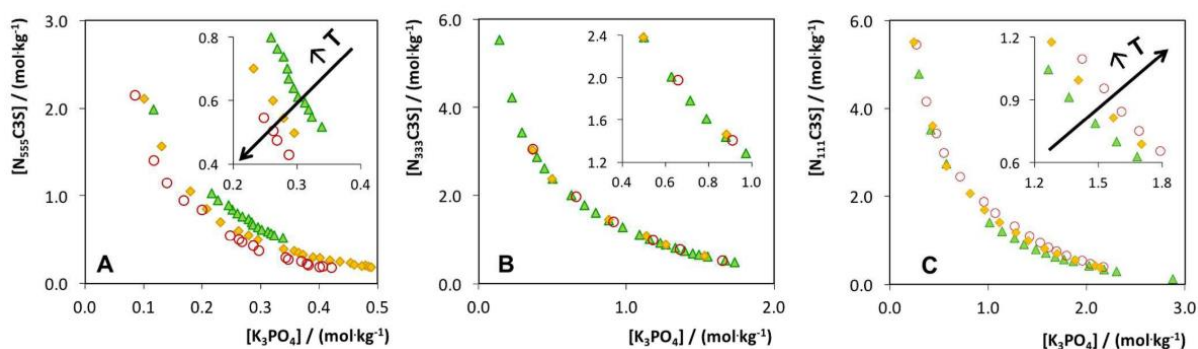 [N₅₅₅C3S] / (mol·kg⁻¹)
3.0
2.0
1.0
0.0
0.0 0.1 0.2 0.3 0.4 0.5
[K₃PO₄] / (mol·kg⁻¹)
A
0.8
0.6
0.4
0.2 0.3 0.4
↑ T
[N₃₃₃C3S] / (mol·kg⁻¹)
6.0
4.0
2.0
0.0
0.0 1.0 2.0
[K₃PO₄] / (mol·kg⁻¹)
B
2.4
2.0
1.6
1.2
0.4 0.6 0.8 1.0
[N₁₁₁C3S] / (mol·kg⁻¹)
6.0
4.0
2.0
0.0
0.0 1.0 2.0 3.0
[K₃PO₄] / (mol·kg⁻¹)
C
1.2
0.9
0.6
1.2 1.5 1.8
↑ T